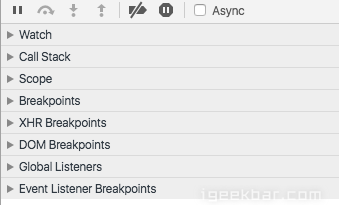 Async
Watch
Call Stack
Scope
Breakpoints
XHR Breakpoints
DOM Breakpoints
Global Listeners
Event Listener Breakpoints
igeekbar.com